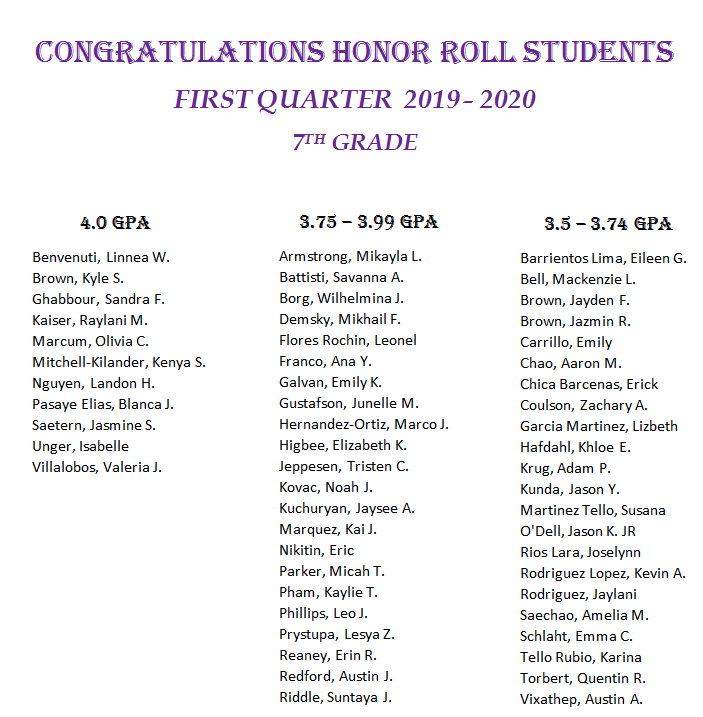 CONGRATULATIONS HONOR ROLL STUDENTS
FIRST QUARTER 2019 - 2020
7TH GRADE
4.0 GPA
Benvenuti, Linnea W.
Brown, Kyle S.
Ghabbour, Sandra F.
Kaiser, Raylani M.
Marcum, Olivia C.
Mitchell-Kilander, Kenya S.
Nguyen, Landon H.
Pasaye Elias, Blanca J.
Saetern, Jasmine S.
Unger, Isabelle
Villalobos, Valeria J.
3.75 – 3.99 GPA
Armstrong, Mikayla L.
Battisti, Savanna A.
Borg, Wilhelmina J.
Demsky, Mikhail F.
Flores Rochin, Leonel
Franco, Ana Y.
Galvan, Emily K.
Gustafson, Junelle M.
Hernandez-Ortiz, Marco J.
Higbee, Elizabeth K.
Jeppesen, Tristen C.
Kovac, Noah J.
Kuchuryan, Jaysee A.
Marquez, Kai J.
Nikitin, Eric
Parker, Micah T.
Pham, Kaylie T.
Phillips, Leo J.
Prystupa, Lesya Z.
Reaney, Erin R.
Redford, Austin J.
Riddle, Suntaya J.
3.5 – 3.74 GPA
Barrientos Lima, Eileen G.
Bell, Mackenzie L.
Brown, Jayden F.
Brown, Jazmin R.
Carrillo, Emily
Chao, Aaron M.
Chica Barcenas, Erick
Coulson, Zachary A.
Garcia Martinez, Lizbeth
Hafdahl, Khloe E.
Krug, Adam P.
Kunda, Jason Y.
Martinez Tello, Susana
O'Dell, Jason K. JR
Rios Lara, Joselynn
Rodriguez Lopez, Kevin A.
Rodriguez, Jaylani
Saechao, Amelia M.
Schlaht, Emma C.
Tello Rubio, Karina
Torbert, Quentin R.
Vixathep, Austin A.